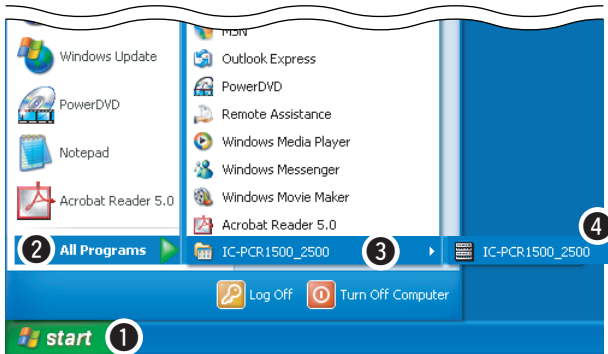 Windows Update
PowerDVD
Notepad
Acrobat Reader 5.0
2 All Programs
MSN
Outlook Express
PowerDVD
Remote Assistance
Windows Media Player
Windows Messenger
Windows Movie Maker
Acrobat Reader 5.0
IC-PCR1500_2500 3
4
IC-PCR1500_2500
Log Off Turn Off Computer
start 1